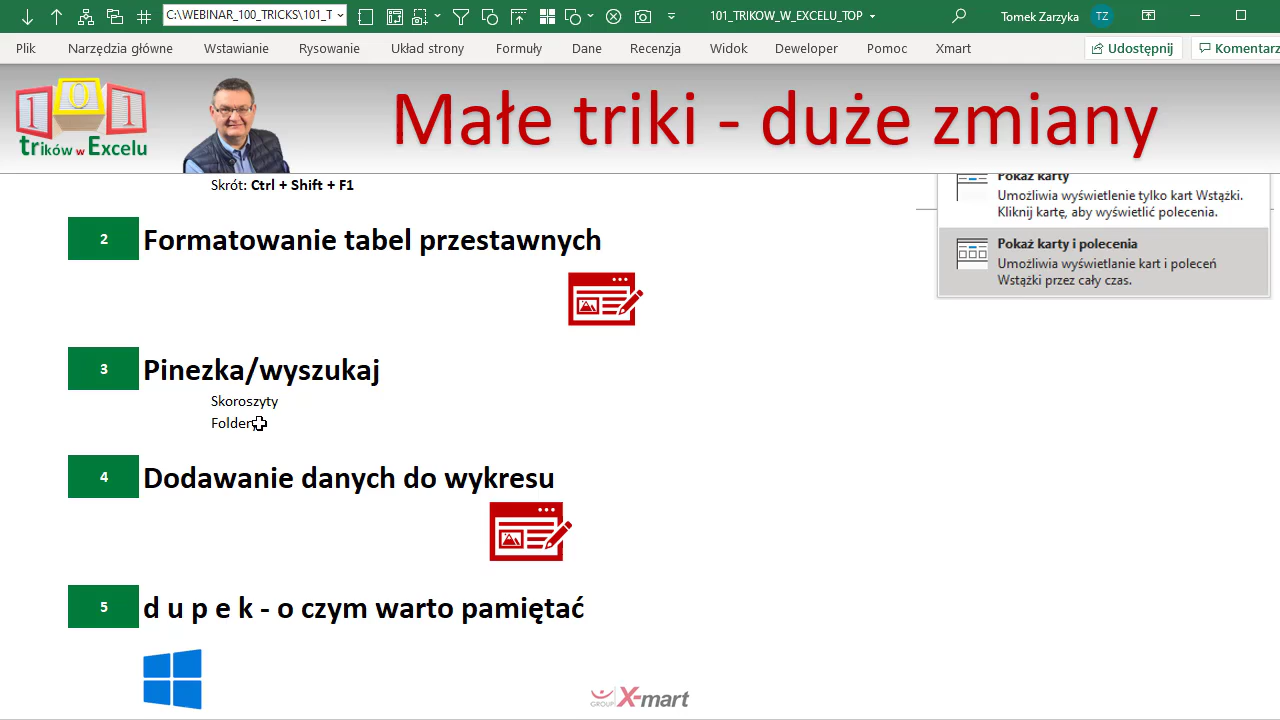 C:\WEBINAR_100_TRICKS\101_T
101_TRIKOW_W_EXCELU_TOP
Tomek Zarzyka
TZ
Plik Narzędzia główne Wstawianie Rysowanie Układ strony Formuły Dane Recenzja Widok Deweloper Pomoc Xmart Udostępnij Komentarz
101
trików w Excelu
Małe triki - duże zmiany
Skrót: Ctrl + Shift + F1
Pokaż karty
Umożliwia wyświetlenie tylko kart Wstążki.
Kliknij kartę, aby wyświetlić polecenia.
Pokaż karty i polecenia
Umożliwia wyświetlanie kart i poleceń
Wstążki przez cały czas.
2 Formatowanie tabel przestawnych
3 Pinezka/wyszukaj
Skoroszyty
Foldery
4 Dodawanie danych do wykresu
5 d u p e k - o czym warto pamiętać
GROUP X-mart